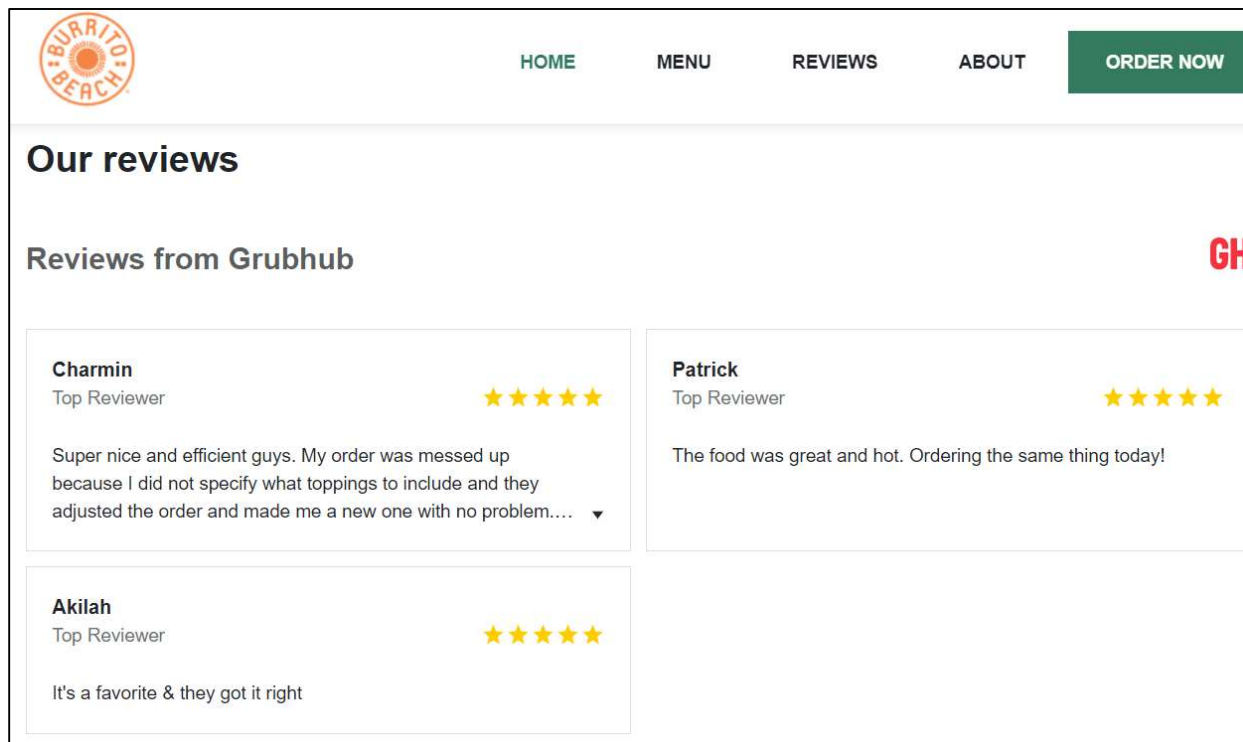 BURRITO BEACH
HOME MENU REVIEWS ABOUT ORDER NOW
Our reviews
Reviews from Grubhub
GH
Charmin
Top Reviewer
Super nice and efficient guys. My order was messed up
because I did not specify what toppings to include and they
adjusted the order and made me a new one with no problem....
Patrick
Top Reviewer
The food was great and hot. Ordering the same thing today!
Akilah
Top Reviewer
It's a favorite & they got it right